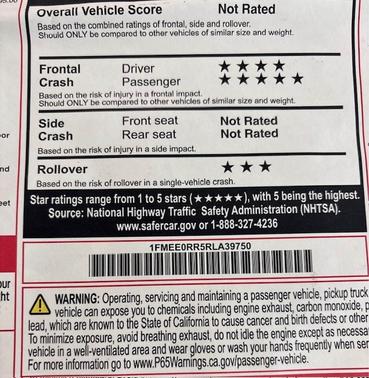 Overall Vehicle Score Not Rated
Based on the combined ratings of frontal, side and rollover.
Should ONLY be compared to other vehicles of similar size and weight.
Frontal Driver ★★★★
Crash Passenger ★★★★★
Based on the risk of injury in a frontal impact.
Should ONLY be compared to other vehicles of similar size and weight.
Side Front seat Not Rated
Crash Rear seat Not Rated
Based on the risk of injury in a side impact.
Rollover ★★★
Based on the risk of rollover in a single-vehicle crash.
Star ratings range from 1 to 5 stars (★★★★★), with 5 being the highest.
Source: National Highway Traffic Safety Administration (NHTSA).
www.safercar.gov or 1-888-327-4236
1FMEE0RR5RLA39750
WARNING: Operating, servicing and maintaining a passenger vehicle, pickup truck
vehicle can expose you to chemicals including engine exhaust, carbon monoxide, p
lead, which are known to the State of California to cause cancer and birth defects or other
To minimize exposure, avoid breathing exhaust, do not idle the engine except as necessa
vehicle in a well-ventilated area and wear gloves or wash your hands frequently when ser
For more information go to www.P65Warnings.ca.gov/passenger-vehicle.